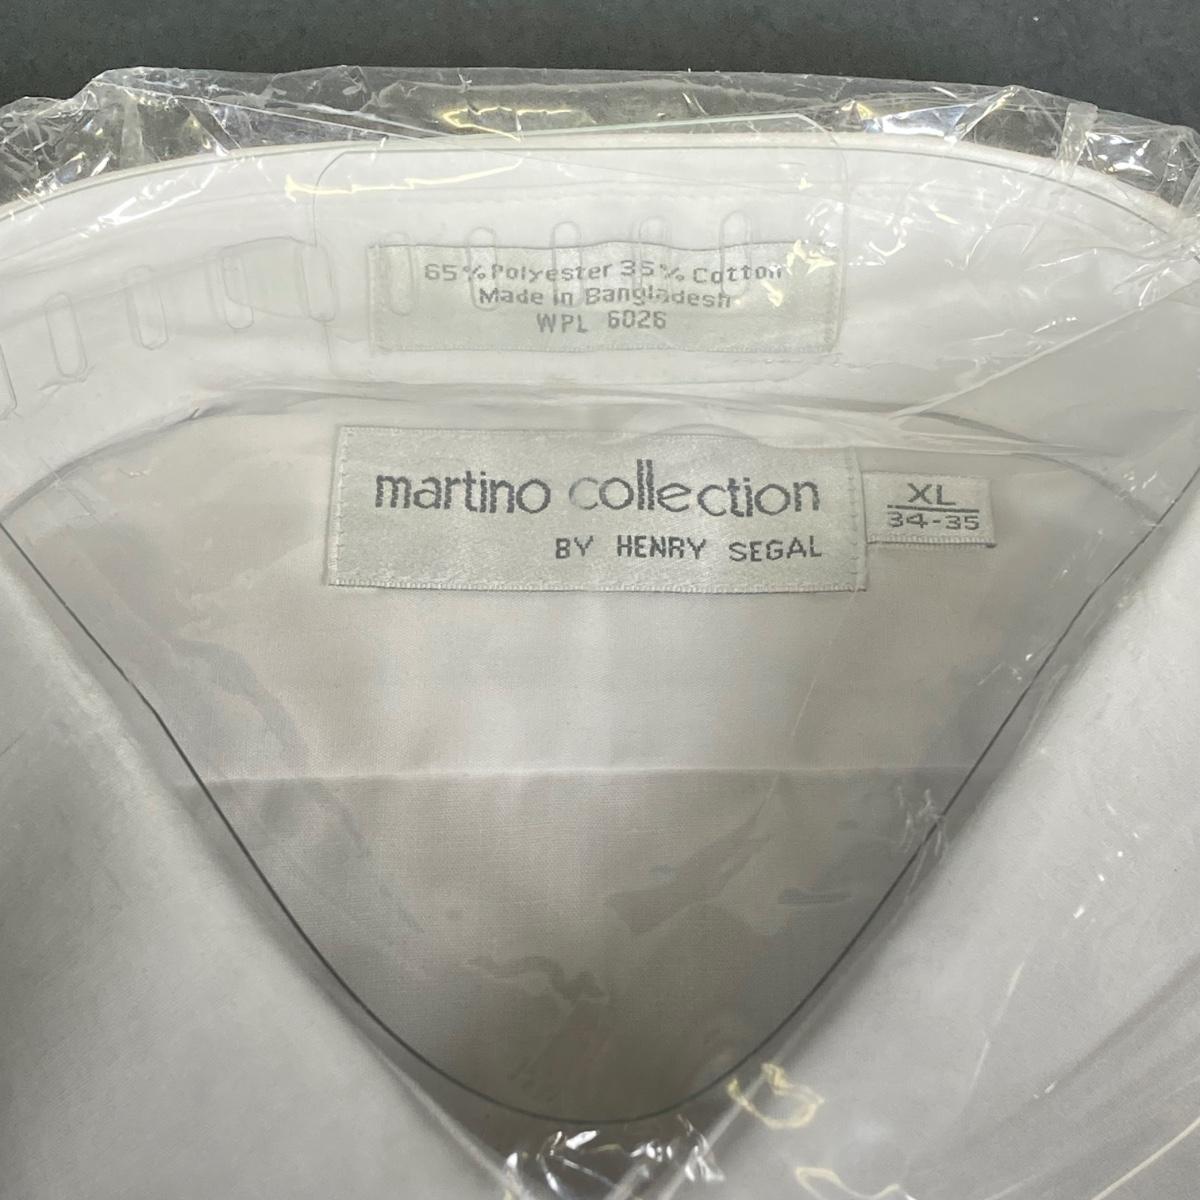 65% Polyester 35% Cotton
Made in Bangladesh
WPL 6026
martino collection
BY HENRY SEGAL
XL
34-35